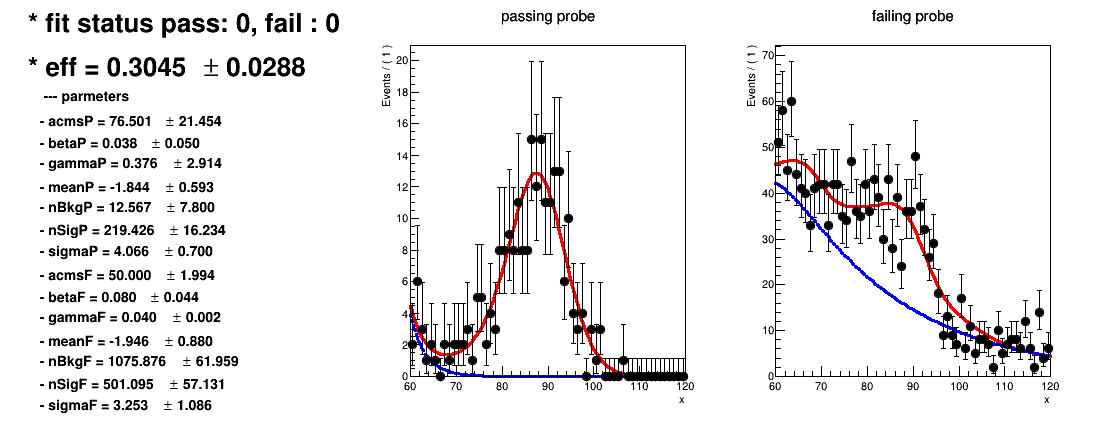 * fit status pass: 0, fail : 0
* eff = 0.3045 ± 0.0288
--- parmeters
- acmsP = 76.501 ± 21.454
- betaP = 0.038 ± 0.050
- gammaP = 0.376 ± 2.914
- meanP = -1.844 ± 0.593
- nBkgP = 12.567 ± 7.800
- nSigP = 219.426 ± 16.234
- sigmaP = 4.066 ± 0.700
- acmsF = 50.000 ± 1.994
- betaF = 0.080 ± 0.044
- gammaF = 0.040 ± 0.002
- meanF = -1.946 ± 0.880
- nBkgF = 1075.876 ± 61.959
- nSigF = 501.095 ± 57.131
- sigmaF = 3.253 ± 1.086
passing probe
Events / ( 1 )
20
18
16
14
12
10
8
6
4
2
0
60 70 80 90 100 110 120
x
failing probe
Events / ( 1 )
70
60
50
40
30
20
10
0
60 70 80 90 100 110 120
x